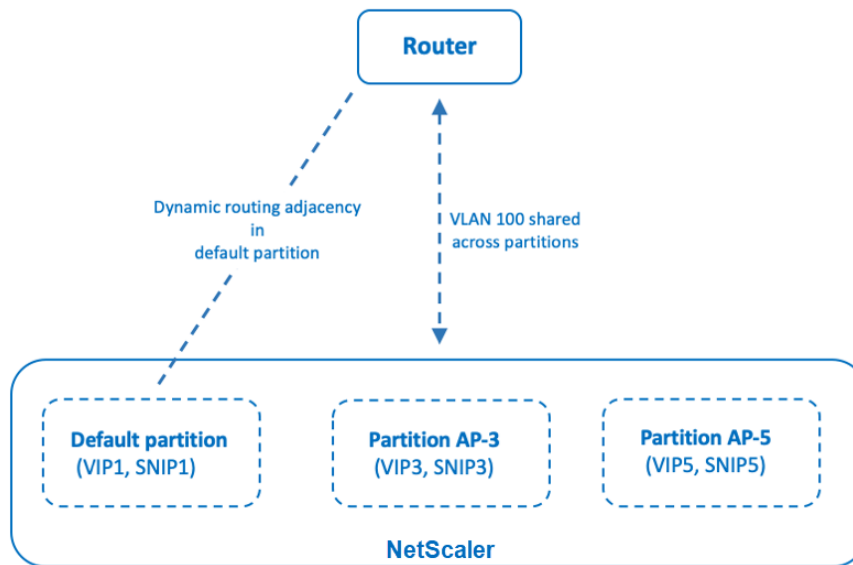 Router
Dynamic routing adjacency
in
default partition
VLAN 100 shared
across partitions
Default partition
(VIP1, SNIP1)
Partition AP-3
(VIP3, SNIP3)
Partition AP-5
(VIP5, SNIP5)
NetScaler